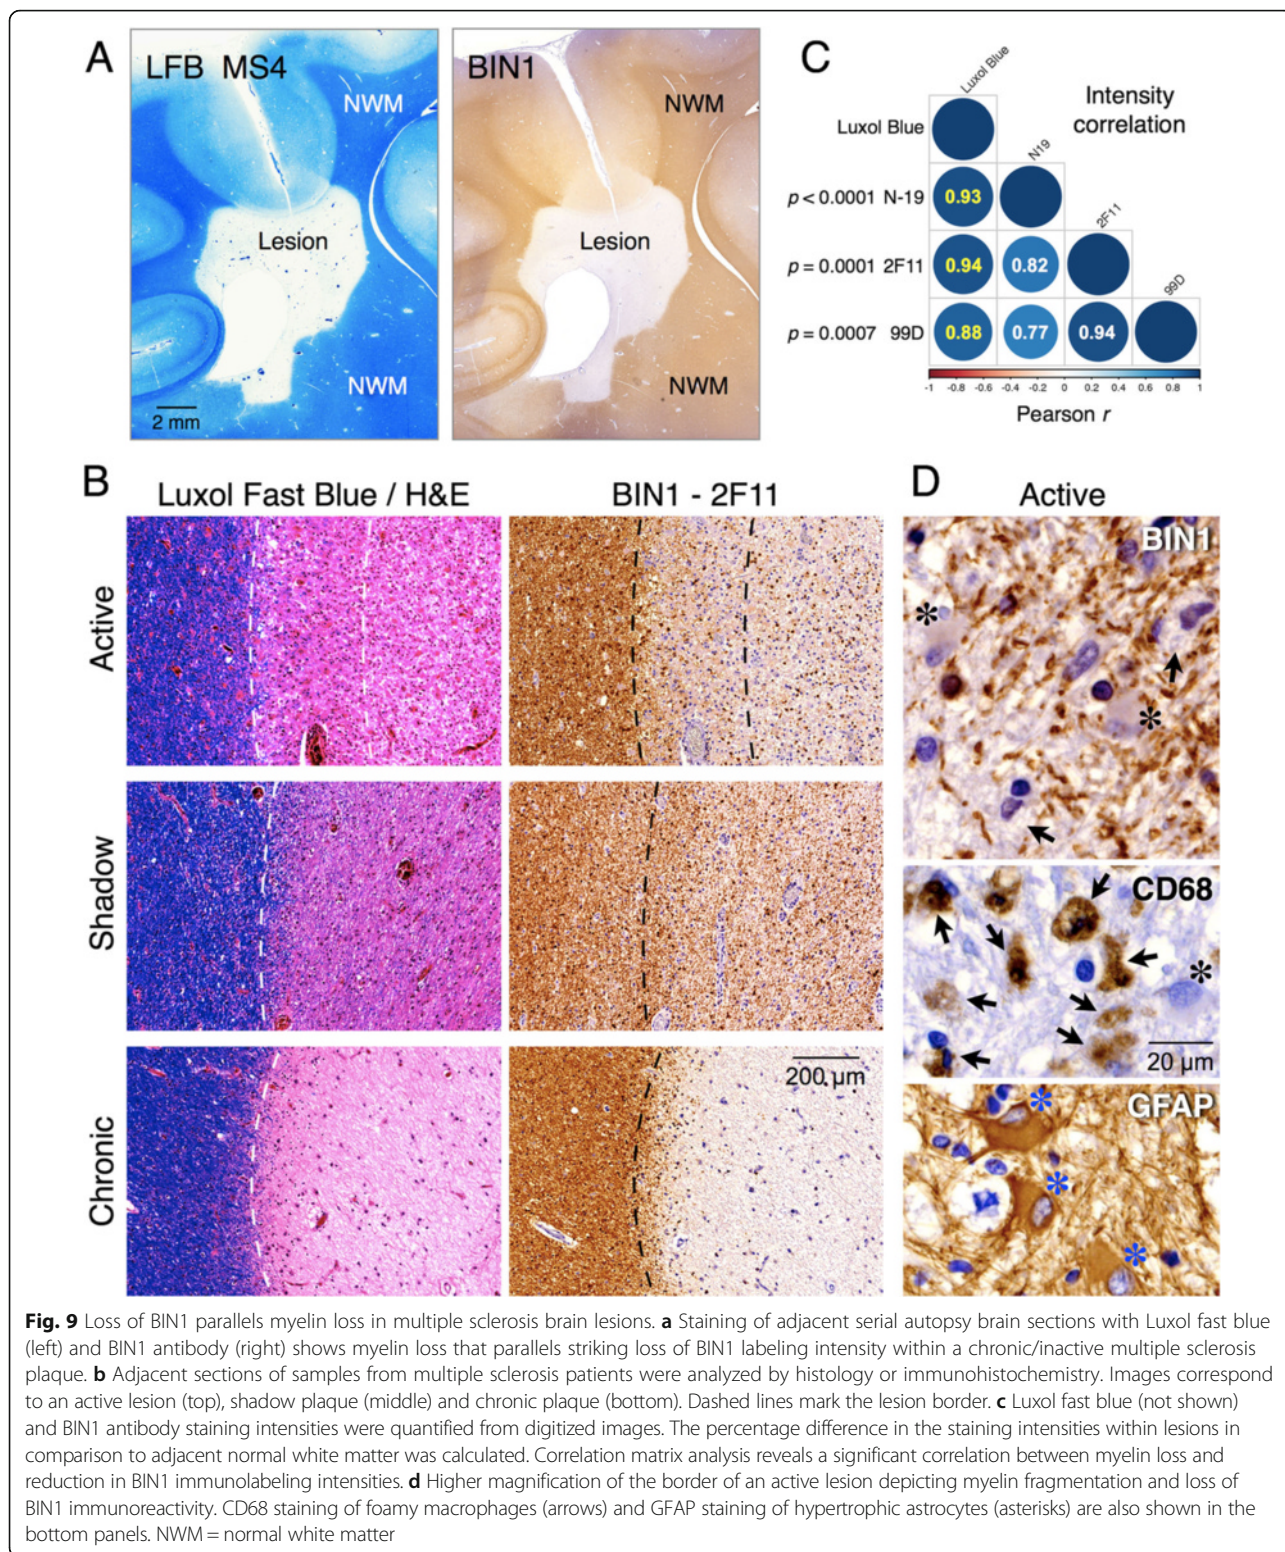 A
LFB MS4
NWM
Lesion
NWM
2 mm
BIN1
NWM
Lesion
NWM
C
Luxol Blue
Intensity
correlation
Luxol Blue
N19
p < 0.0001 N-19
0.93
2F11
p = 0.0001 2F11
0.94 0.82
99D
p = 0.0007 99D
0.88 0.77 0.94
-1 -0.8 -0.6 -0.4 -0.2 0 0.2 0.4 0.6 0.8 1
Pearson r
B
Luxol Fast Blue / H&E
BIN1 - 2F11
Active
Shadow
Chronic
200 µm
D
Active
BIN1
*
*
CD68
*
20 µm
GFAP
*
*
*
Fig. 9 Loss of BIN1 parallels myelin loss in multiple sclerosis brain lesions. a Staining of adjacent serial autopsy brain sections with Luxol fast blue
(left) and BIN1 antibody (right) shows myelin loss that parallels striking loss of BIN1 labeling intensity within a chronic/inactive multiple sclerosis
plaque. b Adjacent sections of samples from multiple sclerosis patients were analyzed by histology or immunohistochemistry. Images correspond
to an active lesion (top), shadow plaque (middle) and chronic plaque (bottom). Dashed lines mark the lesion border. c Luxol fast blue (not shown)
and BIN1 antibody staining intensities were quantified from digitized images. The percentage difference in the staining intensities within lesions in
comparison to adjacent normal white matter was calculated. Correlation matrix analysis reveals a significant correlation between myelin loss and
reduction in BIN1 immunolabeling intensities. d Higher magnification of the border of an active lesion depicting myelin fragmentation and loss of
BIN1 immunoreactivity. CD68 staining of foamy macrophages (arrows) and GFAP staining of hypertrophic astrocytes (asterisks) are also shown in the
bottom panels. NWM = normal white matter